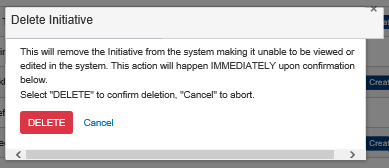 Delete Initiative
This will remove the Initiative from the system making it unable to be viewed or
edited in the system. This action will happen IMMEDIATELY upon confirmation
below.
Select "DELETE" to confirm deletion, "Cancel" to abort.
DELETE
Cancel
Creat
Creat